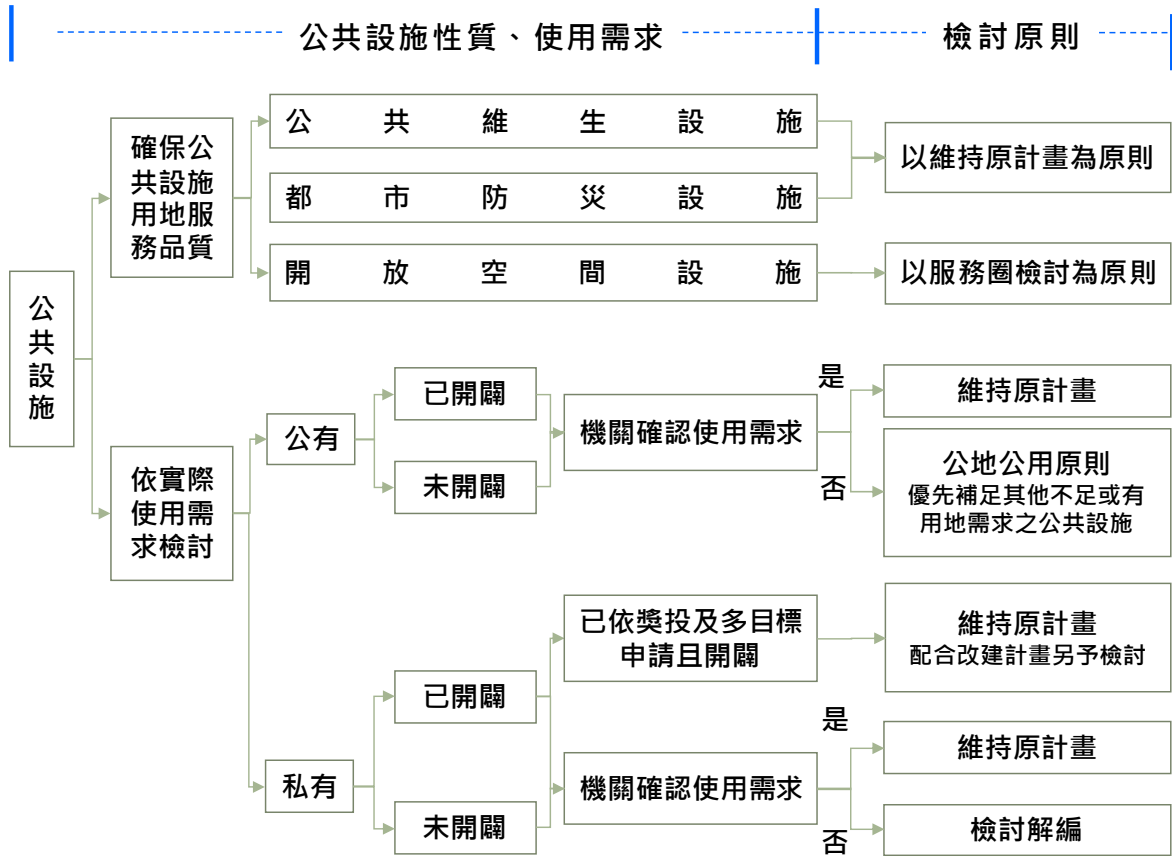 公共設施性質、使用需求
檢討原則
公共設施
確保公
共設施
用地服
務品質
公共維生設施
都市防災設施
開放空間設施
以維持原計畫為原則
以服務圈檢討為原則
依實際
使用需
求檢討
公有
已開闢
未開闢
機關確認使用需求
是
維持原計畫
否
公地公用原則
優先補足其他不足或有
用地需求之公共設施
私有
已開闢
未開闢
已依獎投及多目標
申請且開闢
維持原計畫
配合改建計畫另予檢討
機關確認使用需求
是
維持原計畫
否
檢討解編